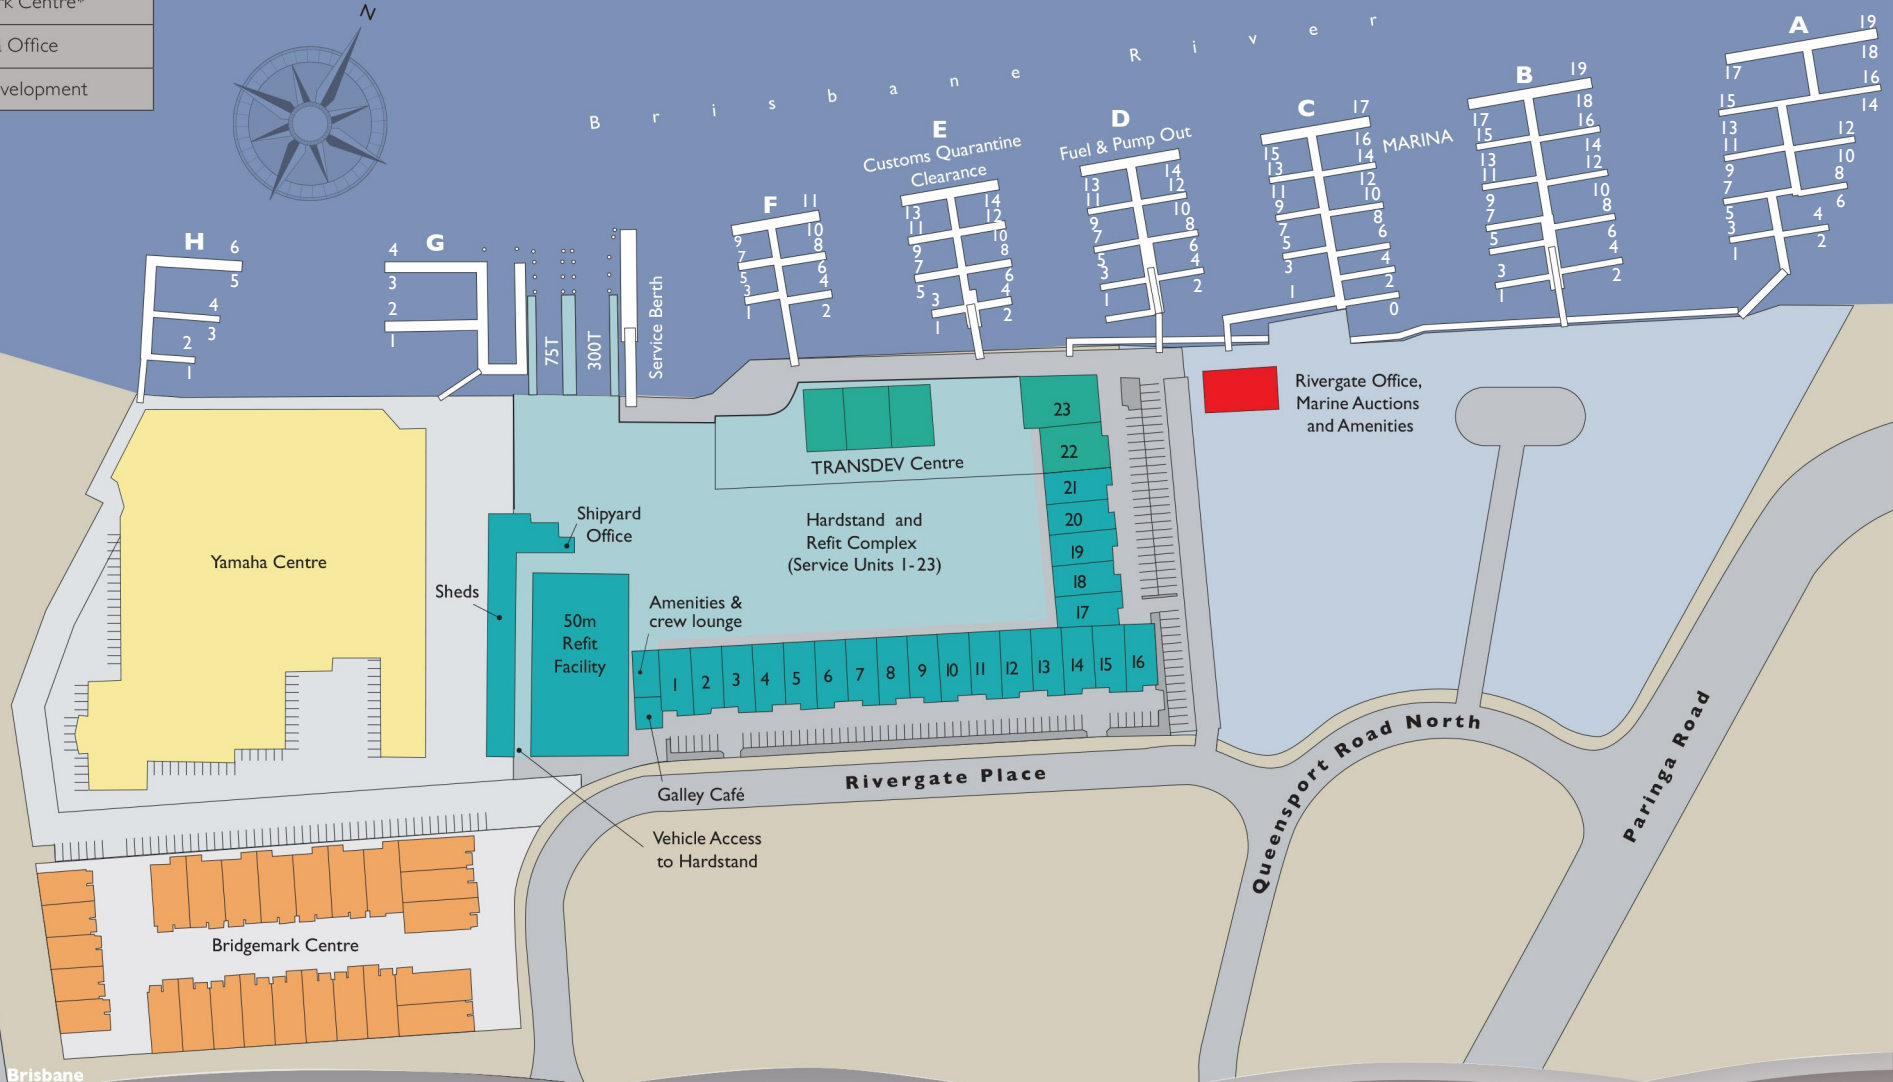 rk Centre*
Office
velopment
N
Brisbane River
MARINA
A
19
18
17
16
15
14
13
12
11
10
9
8
7
6
5
4
3
2
1
B
19
18
17
16
15
14
13
12
11
10
9
8
7
6
5
4
3
2
1
C
17
16
15
14
13
12
11
10
9
8
7
6
5
4
3
2
1
0
D
Fuel & Pump Out
14
13
12
11
10
9
8
7
6
5
4
3
2
1
E
Customs Quarantine
Clearance
14
13
12
11
10
9
8
7
6
5
4
3
2
1
F
11
10
9
8
7
6
5
4
3
2
1
G
4
3
2
1
H
6
5
4
3
2
1
75T
300T
Service Berth
Rivergate Office,
Marine Auctions
and Amenities
TRANSDEV Centre
23
22
21
20
19
18
17
Hardstand and
Refit Complex
(Service Units 1-23)
Shipyard
Office
Yamaha Centre
Sheds
50m
Refit
Facility
Amenities &
crew lounge
1 2 3 4 5 6 7 8 9 10 11 12 13 14 15 16
Galley Café
Vehicle Access
to Hardstand
Rivergate Place
Queensport Road North
Paringa Road
Bridgemark Centre
Brisbane